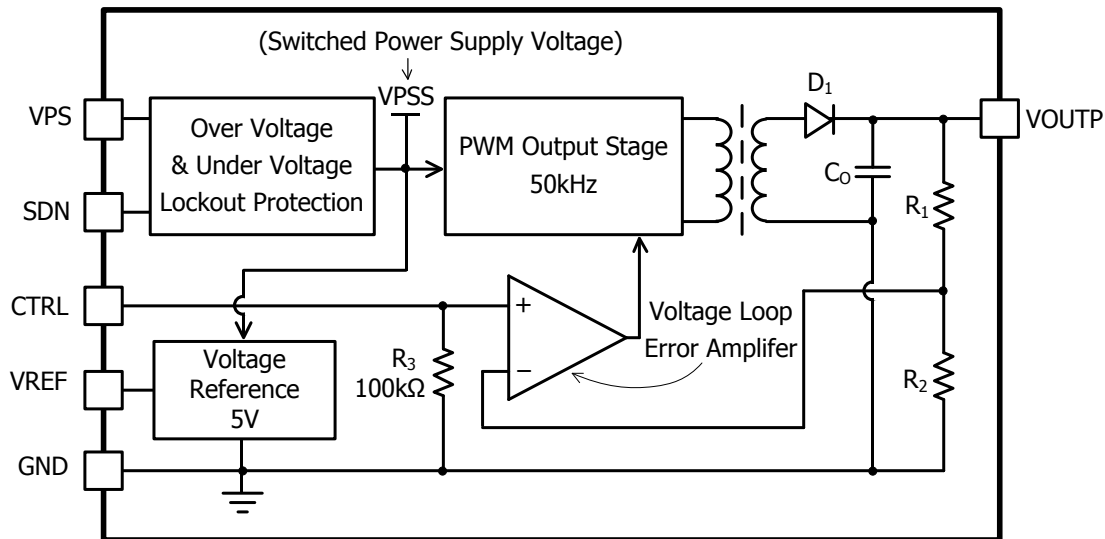 (Switched Power Supply Voltage)
VPSS
VPS
SDN
Over Voltage
& Under Voltage
Lockout Protection
PWM Output Stage
50kHz
D1
CO
R1
VOUTP
CTRL
VREF
GND
Voltage
Reference
5V
R3
100kΩ
+
−
Voltage Loop
Error Amplifer
R2